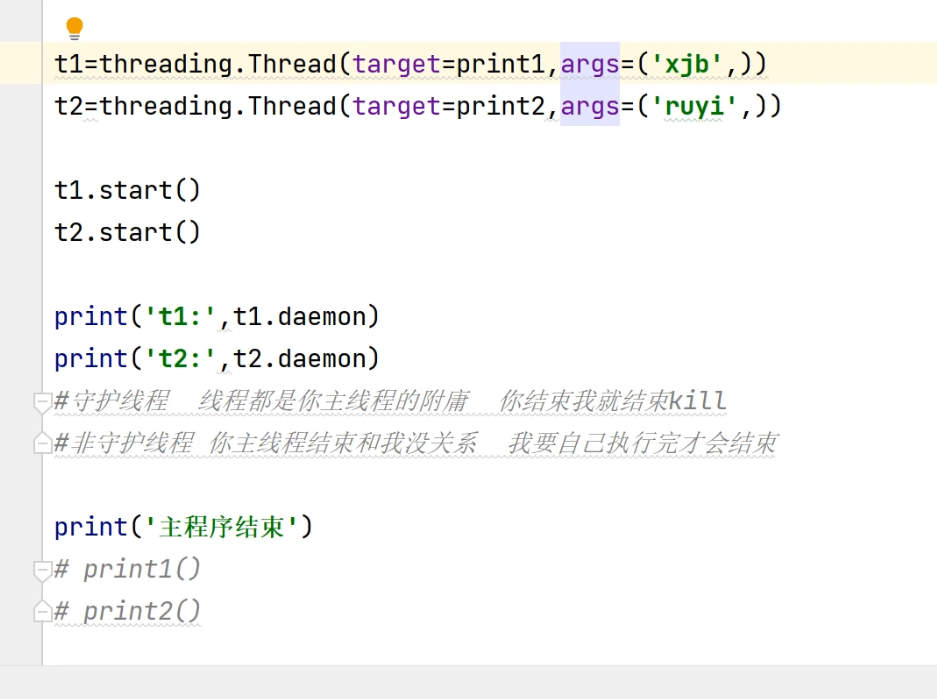 t1=threading.Thread(target=print1,args=('xjb',))
t2=threading.Thread(target=print2,args=('ruyi',))
t1.start()
t2.start()
print('t1:',t1.daemon)
print('t2:',t2.daemon)
#守护线程  线程都是你主线程的附庸  你结束我就结束kill
#非守护线程 你主线程结束和我没关系  我要自己执行完才会结束
print('主程序结束')
# print1()
# print2()